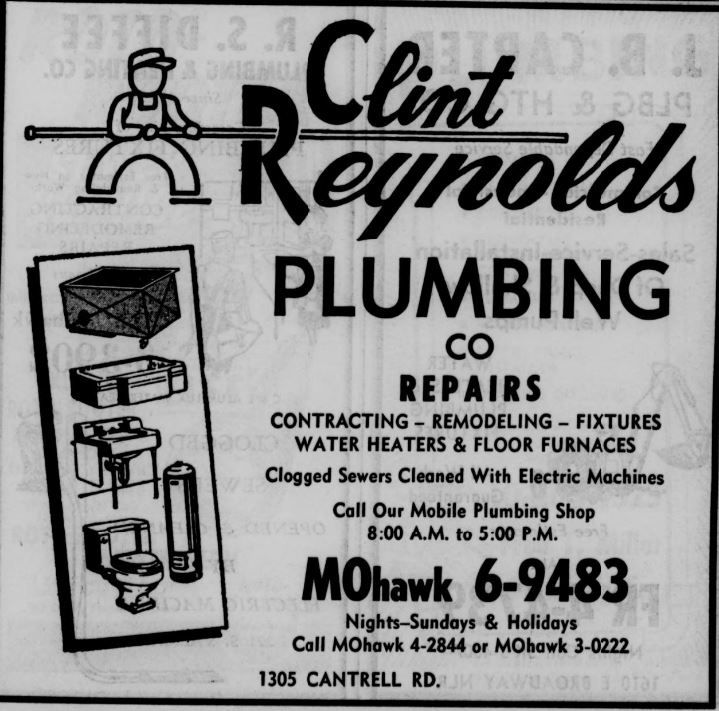 Clint
Reynolds
PLUMBING
CO
REPAIRS
CONTRACTING – REMODELING – FIXTURES
WATER HEATERS & FLOOR FURNACES
Clogged Sewers Cleaned With Electric Machines
Call Our Mobile Plumbing Shop
8:00 A.M. to 5:00 P.M.
MOhawk 6-9483
Nights–Sundays & Holidays
Call MOhawk 4-2844 or MOhawk 3-0222
1305 CANTRELL RD.